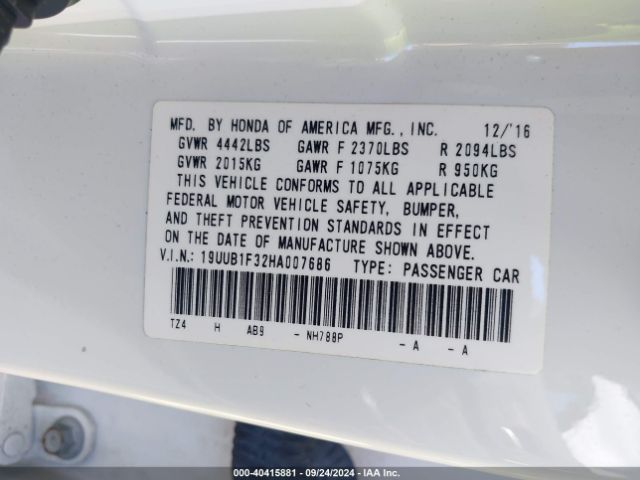 MFD. BY HONDA OF AMERICA MFG., INC. 12/'16
GVWR 4442LBS GAWR F 2370LBS R 2094LBS
GVWR 2015KG GAWR F 1075KG R 950KG
THIS VEHICLE CONFORMS TO ALL APPLICABLE
FEDERAL MOTOR VEHICLE SAFETY, BUMPER,
AND THEFT PREVENTION STANDARDS IN EFFECT
ON THE DATE OF MANUFACTURE SHOWN ABOVE.
V.I.N.: 19UUB1F32HA007686 TYPE: PASSENGER CAR
TZ4 H AB9 - NH788P - A - A
000-40415881 - 09/24/2024 - IAA Inc.